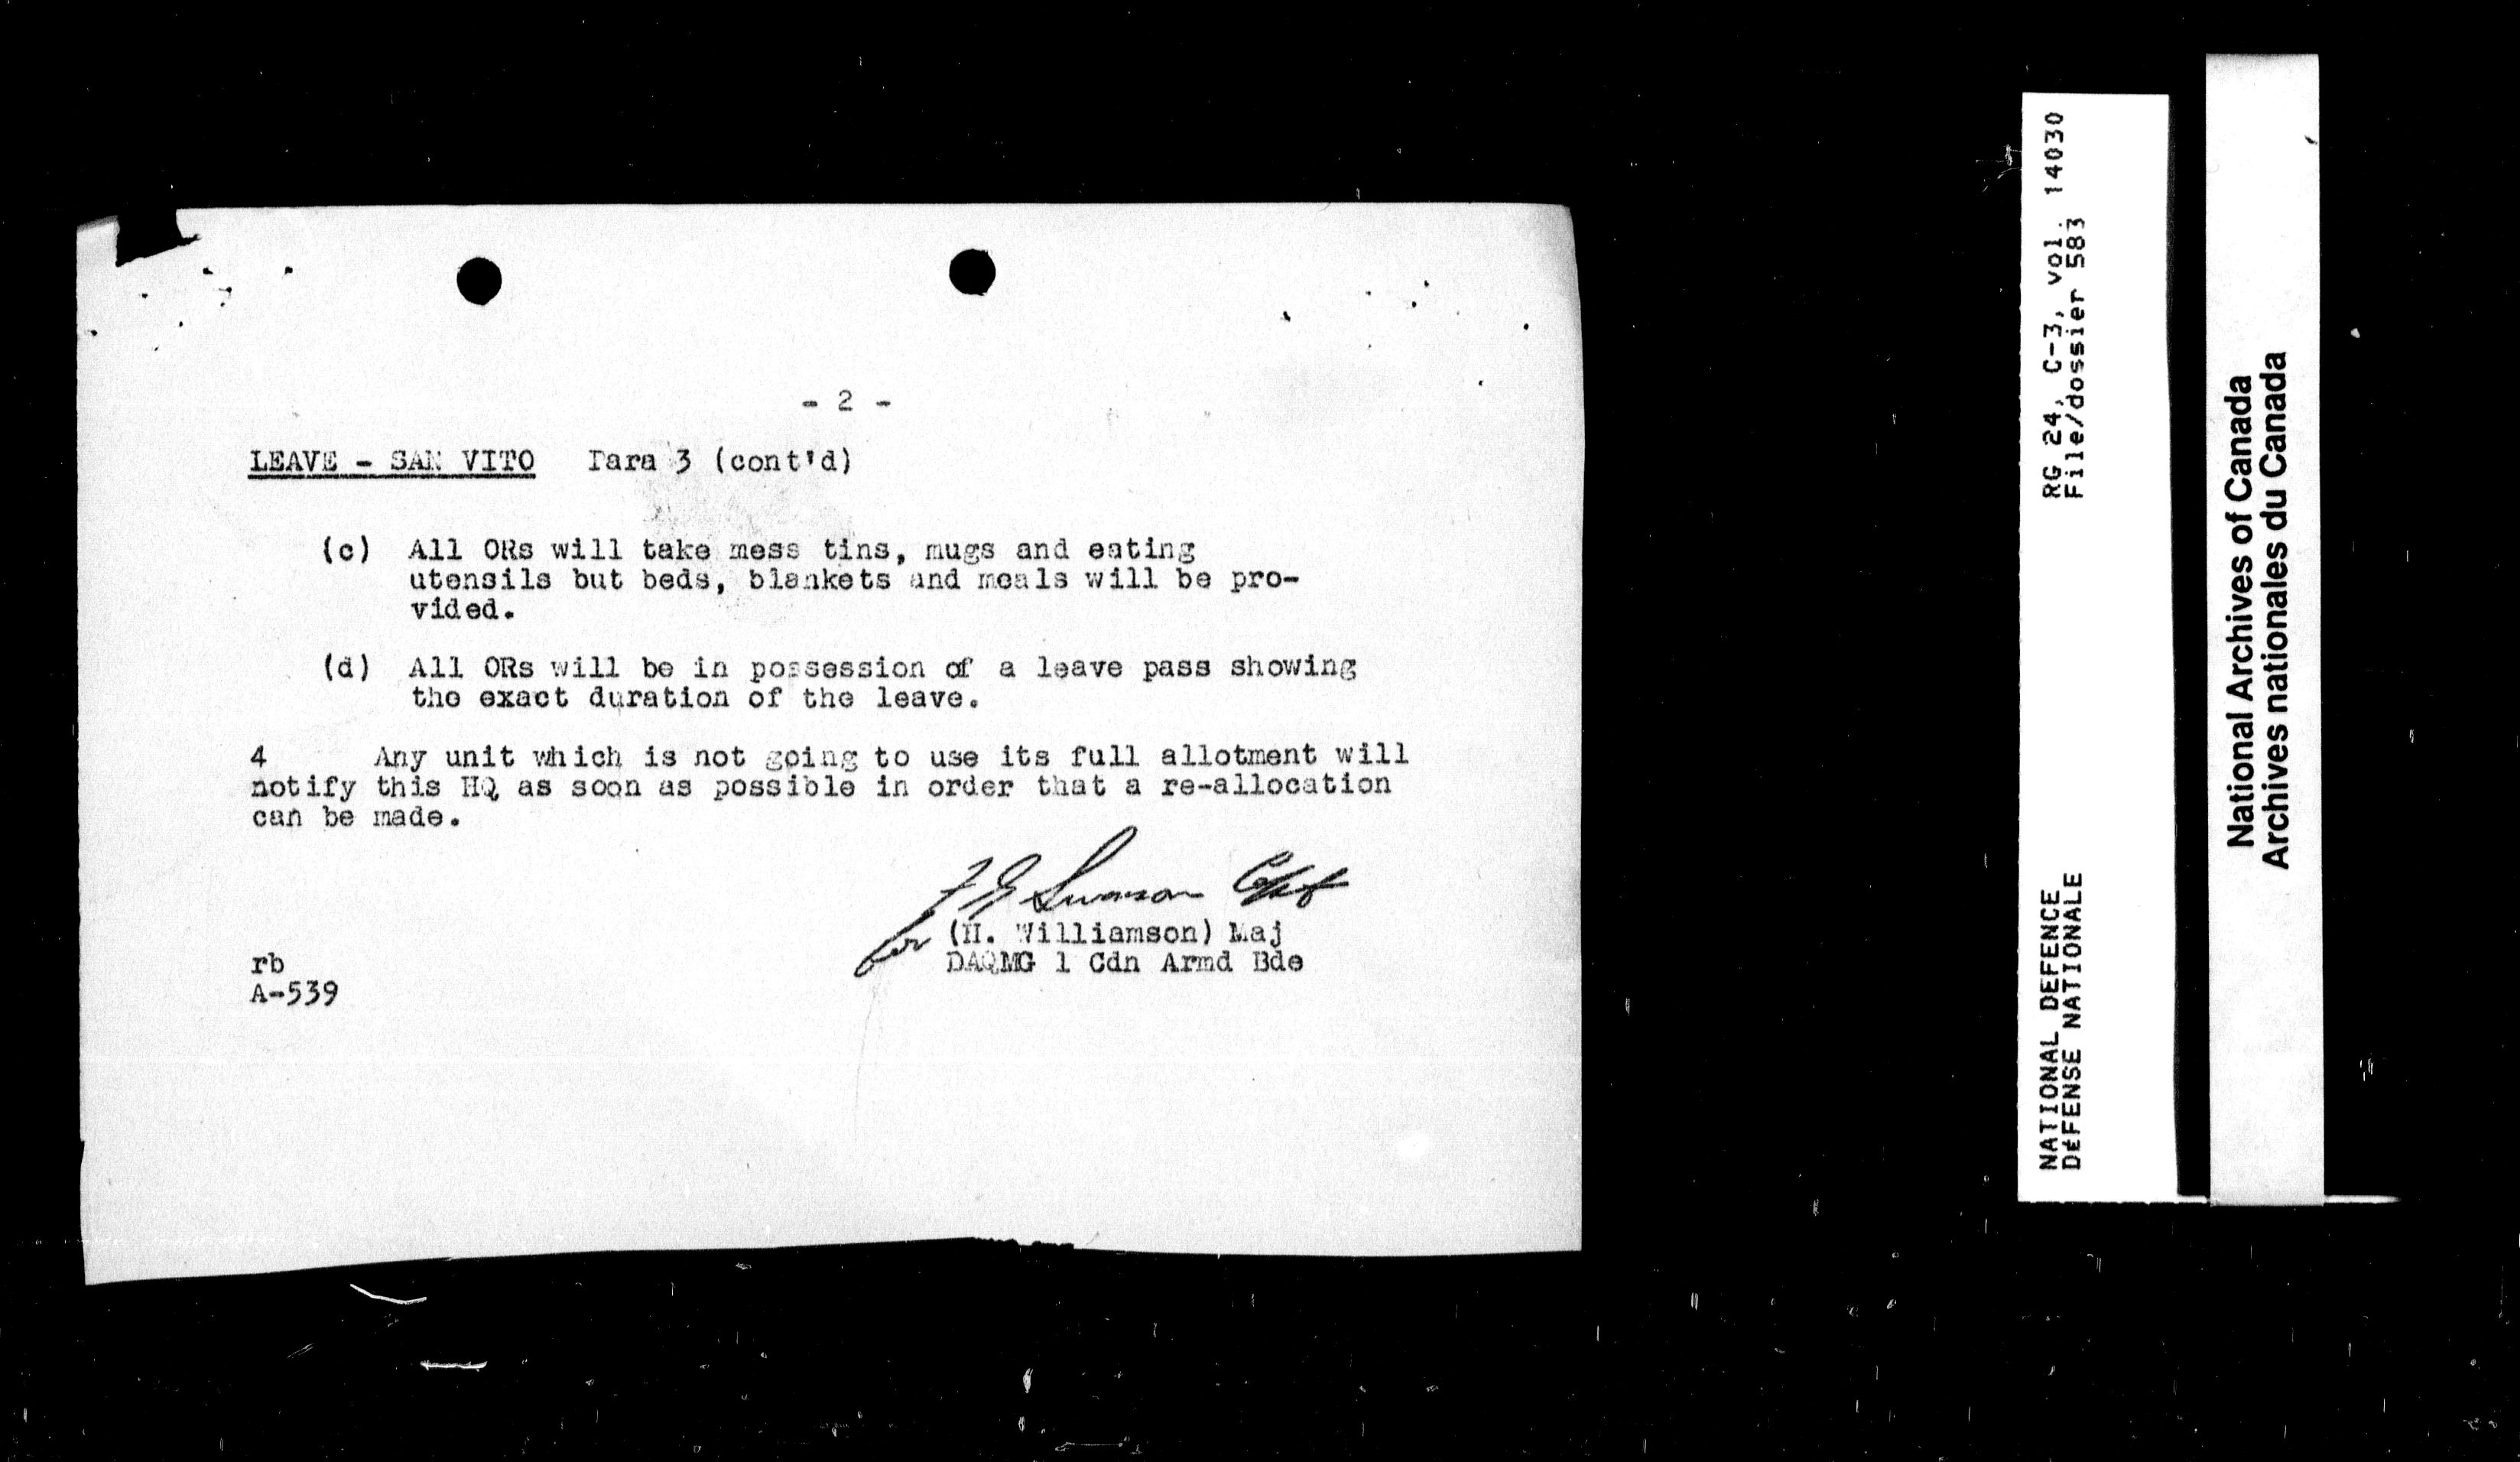 - 2 -
LEAVE - SAN VITO Para 3 (cont'd)
(c) All ORs will take mess tins, mugs and eating
utensils but beds, blankets and meals will be pro-
vided.
(d) All ORs will be in possession of a leave pass showing
the exact duration of the leave.
4 Any unit which is not going to use its full allotment will
notify this HQ as soon as possible in order that a re-allocation
can be made.
F E Swanson Capt
for (H. Williamson) Maj
DAQMG 1 Cdn Armd Bde
rb
A-539
RG 24, C-3, vol. 14030
File/dossier 583
NATIONAL DEFENCE
DÉFENSE NATIONALE
National Archives of Canada
Archives nationales du Canada